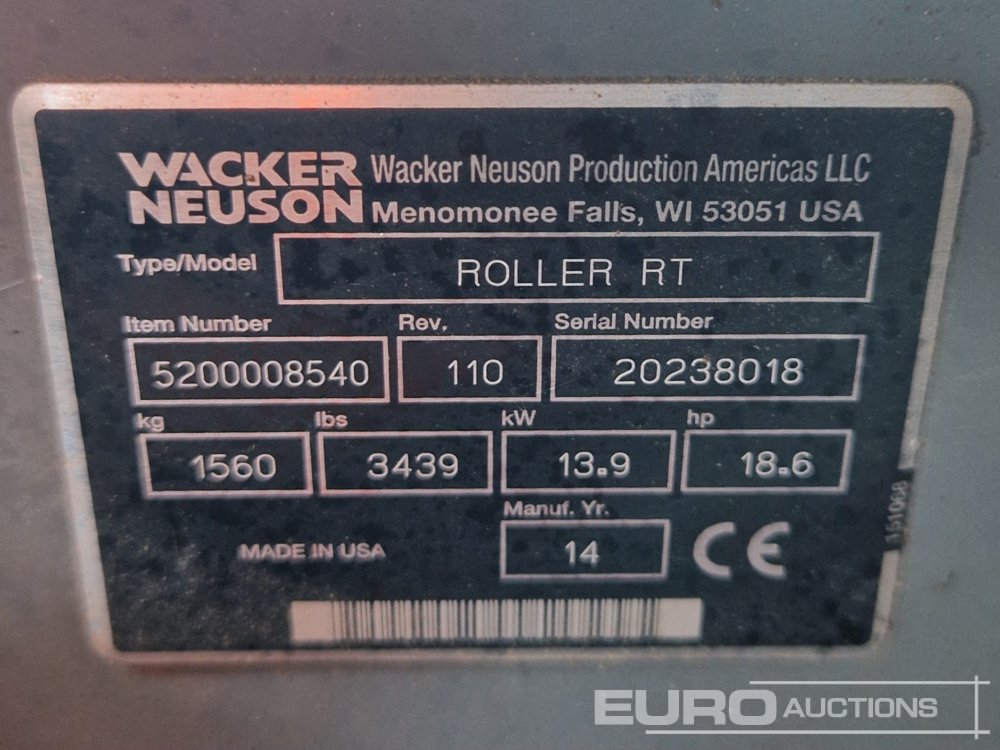 WACKER NEUSON
Wacker Neuson Production Americas LLC
Menomonee Falls, WI 53051 USA
Type/Model ROLLER RT
Item Number Rev. Serial Number
5200008540 110 20238018
kg lbs kW hp
1560 3439 13.9 18.6
Manuf. Yr.
MADE IN USA 14 CE
161068
EURO AUCTIONS